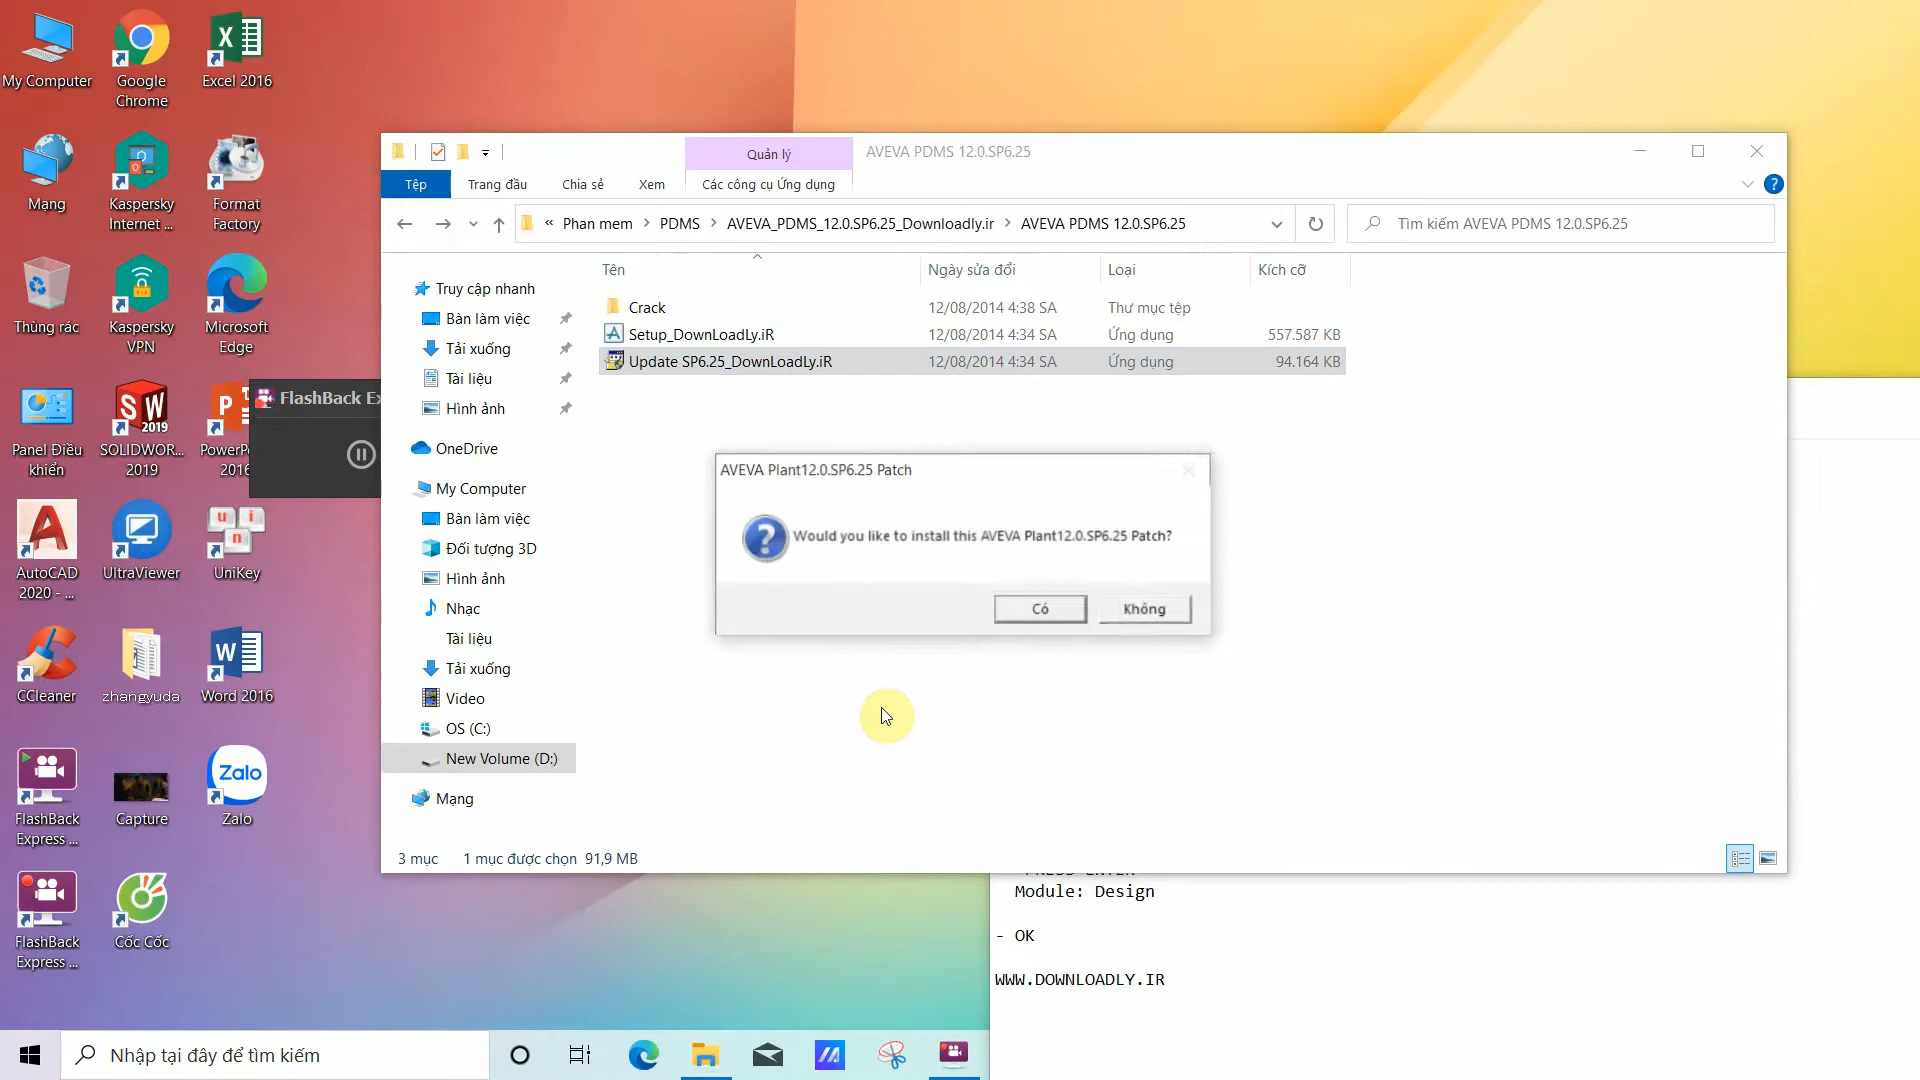 My Computer
Google Chrome
Excel 2016
Mạng
Kaspersky Internet ...
Format Factory
Thùng rác
Kaspersky VPN
Microsoft Edge
Panel Điều khiển
SOLIDWOR... 2019
PowerP
2016
AutoCAD 2020 - ...
UltraViewer
UniKey
CCleaner
zhangyuda
Word 2016
FlashBack Express ...
Capture
Zalo
FlashBack Express ...
Cốc Cốc
FlashBack Ex
Quản lý
AVEVA PDMS 12.0.SP6.25
Tệp
Trang đầu
Chia sẻ
Xem
Các công cụ Ứng dụng
« Phan mem > PDMS > AVEVA_PDMS_12.0.SP6.25_Downloadly.ir > AVEVA PDMS 12.0.SP6.25
Tìm kiếm AVEVA PDMS 12.0.SP6.25
Truy cập nhanh
Bàn làm việc
Tải xuống
Tài liệu
Hình ảnh
OneDrive
My Computer
Bàn làm việc
Đối tượng 3D
Hình ảnh
Nhạc
Tài liệu
Tải xuống
Video
OS (C:)
New Volume (D:)
Mạng
Tên Ngày sửa đổi Loại Kích cỡ
Crack 12/08/2014 4:38 SA Thư mục tệp
Setup_DownLoadLy.iR 12/08/2014 4:34 SA Ứng dụng 557.587 KB
Update SP6.25_DownLoadLy.iR 12/08/2014 4:34 SA Ứng dụng 94.164 KB
AVEVA Plant12.0.SP6.25 Patch
Would you like to install this AVEVA Plant12.0.SP6.25 Patch?
Có
Không
3 mục 1 mục được chọn 91,9 MB
PRESS ENTER
Module: Design
- OK
WWW.DOWNLOADLY.IR
Nhập tại đây để tìm kiếm